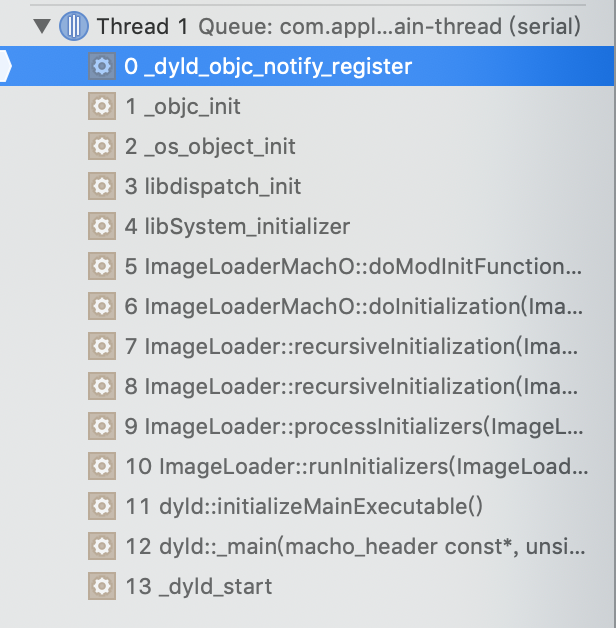 Thread 1 Queue: com.appl...ain-thread (serial)
0 _dyld_objc_notify_register
1 _objc_init
2 _os_object_init
3 libdispatch_init
4 libSystem_initializer
5 ImageLoaderMachO::doModInitFunction...
6 ImageLoaderMachO::doInitialization(Ima...
7 ImageLoader::recursiveInitialization(Ima...
8 ImageLoader::recursiveInitialization(Ima...
9 ImageLoader::processInitializers(ImageL...
10 ImageLoader::runInitializers(ImageLoad...
11 dyld::initializeMainExecutable()
12 dyld::_main(macho_header const*, unsi...
13 _dyld_start